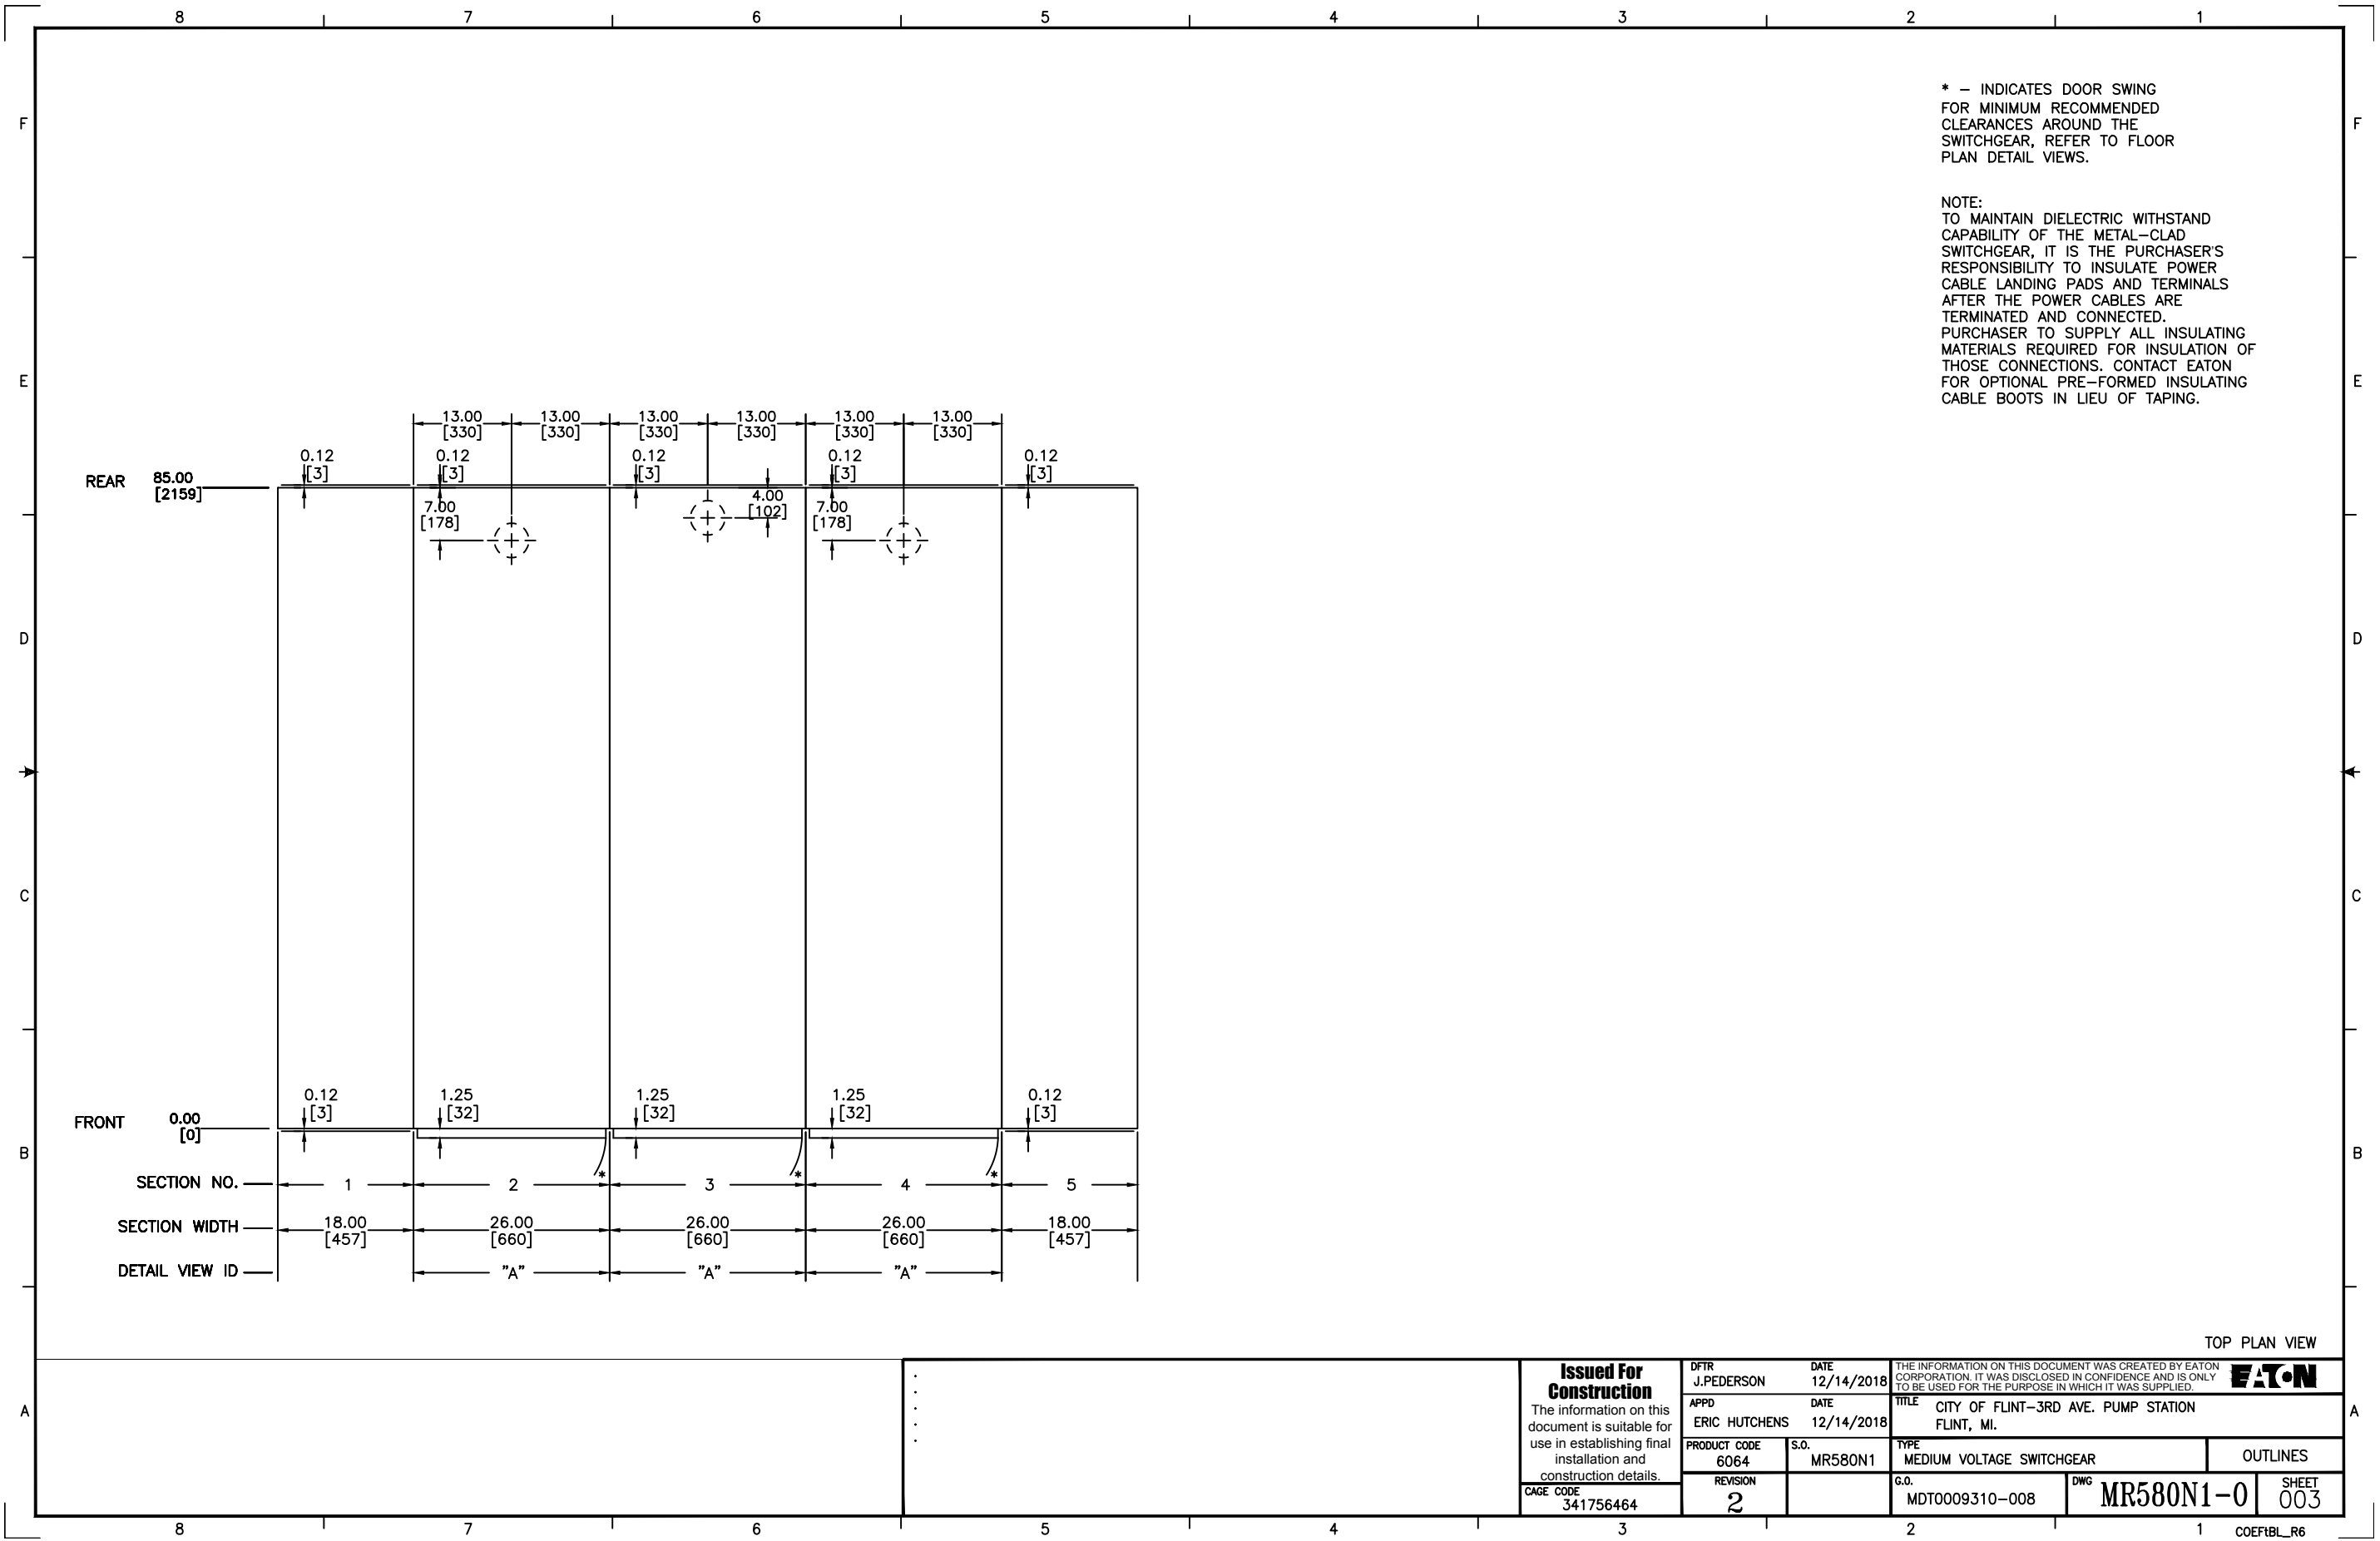 8 7 6 5 4 3 2 1
* – INDICATES DOOR SWING
FOR MINIMUM RECOMMENDED
CLEARANCES AROUND THE
SWITCHGEAR, REFER TO FLOOR
PLAN DETAIL VIEWS.
F F
NOTE:
TO MAINTAIN DIELECTRIC WITHSTAND
CAPABILITY OF THE METAL–CLAD
SWITCHGEAR, IT IS THE PURCHASER'S
RESPONSIBILITY TO INSULATE POWER
CABLE LANDING PADS AND TERMINALS
AFTER THE POWER CABLES ARE
TERMINATED AND CONNECTED.
PURCHASER TO SUPPLY ALL INSULATING
MATERIALS REQUIRED FOR INSULATION OF
THOSE CONNECTIONS. CONTACT EATON
FOR OPTIONAL PRE–FORMED INSULATING
CABLE BOOTS IN LIEU OF TAPING.
E E
13.00 13.00 13.00 13.00 13.00 13.00
[330] [330] [330] [330] [330] [330]
0.12 0.12 0.12 0.12 0.12
[3] [3] [3] [3] [3]
REAR 85.00
[2159]
4.00
[102]
7.00 7.00
[178] [178]
D D
C C
0.12 1.25 1.25 1.25 0.12
[3] [32] [32] [32] [3]
FRONT 0.00
[0]
B B
* * *
SECTION NO. 1 2 3 4 5
SECTION WIDTH 18.00 26.00 26.00 26.00 18.00
[457] [660] [660] [660] [457]
DETAIL VIEW ID "A" "A" "A"
TOP PLAN VIEW
A A
Issued For
Construction
The information on this
document is suitable for
use in establishing final
installation and
construction details.
CAGE CODE
341756464
DFTR DATE
J.PEDERSON 12/14/2018
APPD DATE
ERIC HUTCHENS 12/14/2018
PRODUCT CODE S.O.
6064 MR580N1
REVISION
2
THE INFORMATION ON THIS DOCUMENT WAS CREATED BY EATON
CORPORATION. IT WAS DISCLOSED IN CONFIDENCE AND IS ONLY
TO BE USED FOR THE PURPOSE IN WHICH IT WAS SUPPLIED.
EATON
TITLE CITY OF FLINT–3RD AVE. PUMP STATION
FLINT, MI.
TYPE
MEDIUM VOLTAGE SWITCHGEAR OUTLINES
G.O. DWG SHEET
MDT0009310–008 MR580N1–0 003
8 7 6 5 4 3 2 1
COEFtBL_R6